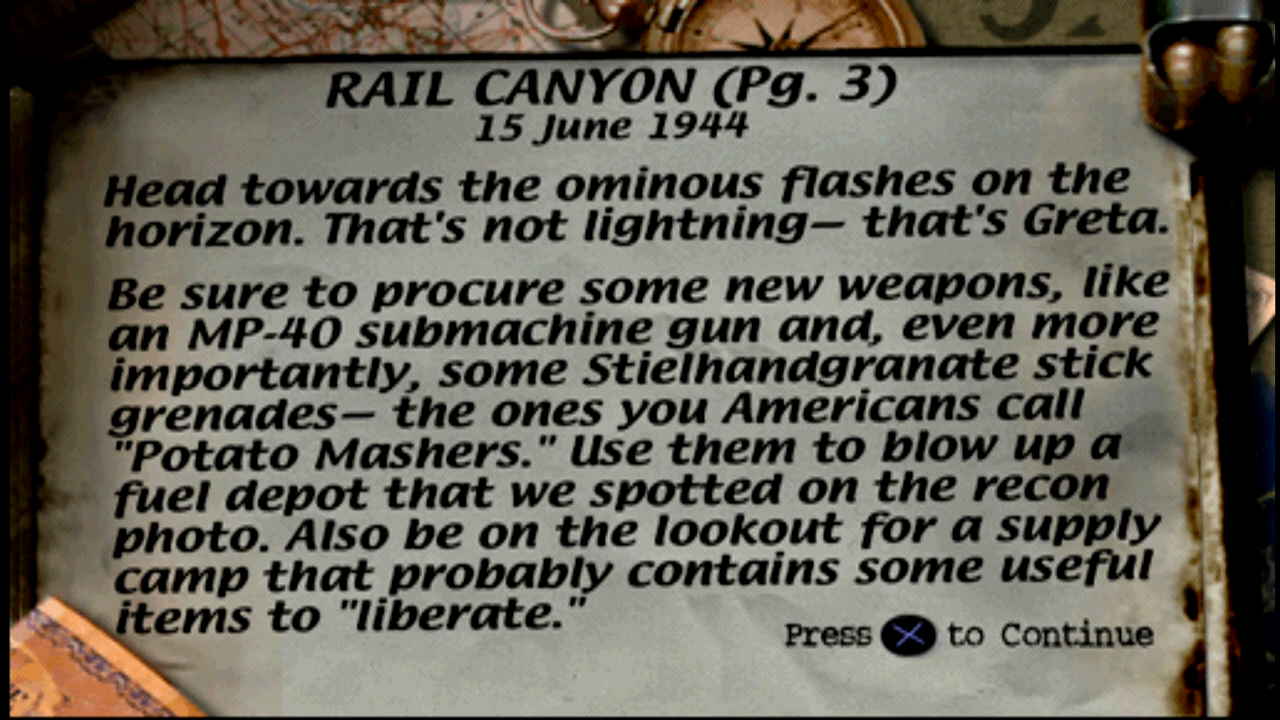 RAIL CANYON (Pg. 3)
15 June 1944
Head towards the ominous flashes on the
horizon. That's not lightning— that's Greta.
Be sure to procure some new weapons, like
an MP-40 submachine gun and, even more
importantly, some Stielhandgranate stick
grenades— the ones you Americans call
"Potato Mashers." Use them to blow up a
fuel depot that we spotted on the recon
photo. Also be on the lookout for a supply
camp that probably contains some useful
items to "liberate."
Press to Continue